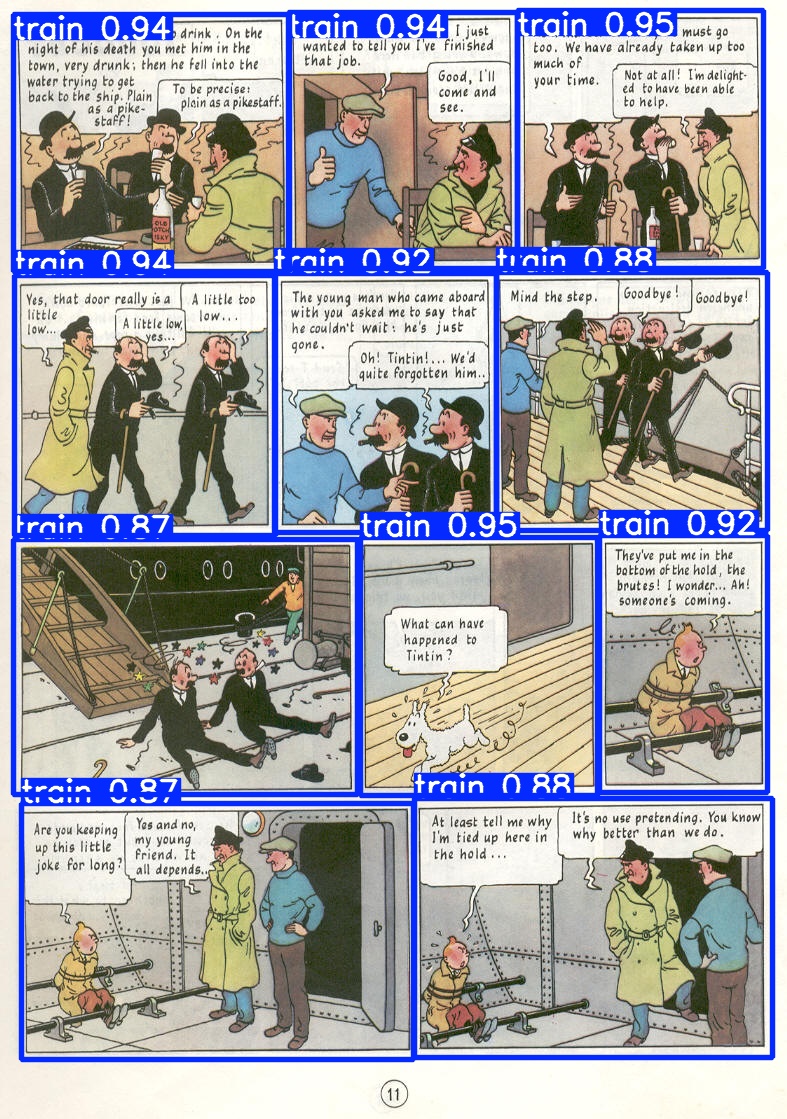 train 0.94
drink. On the
night of his death you met him in the
town, very drunk; then he fell into the
water trying to get
back to the ship. Plain
as a pike-
staff!
To be precise:
plain as a pikestaff.
OLD
train 0.94
I just
wanted to tell you I've finished
that job.
Good, I'll
come and
see.
train 0.95
must go
too. We have already taken up too
much of
your time.
Not at all! I'm delight-
ed to have been able
to help.
train 0.94
Yes, that door really is a
little
low...
A little low,
yes...
A little too
low...
train 0.92
The young man who came aboard
with you asked me to say that
he couldn't wait: he's just
gone.
Oh! Tintin!... We'd
quite forgotten him..
train 0.88
Mind the step.
Goodbye!
Goodbye!
train 0.87
train 0.95
What can have
happened to
Tintin?
train 0.92
They've put me in the
bottom of the hold, the
brutes! I wonder... Ah!
someone's coming.
train 0.87
Are you keeping
up this little
joke for long?
Yes and no,
my young
friend. It
all depends..
train 0.88
At least tell me why
I'm tied up here in
the hold...
It's no use pretending. You know
why better than we do.
11